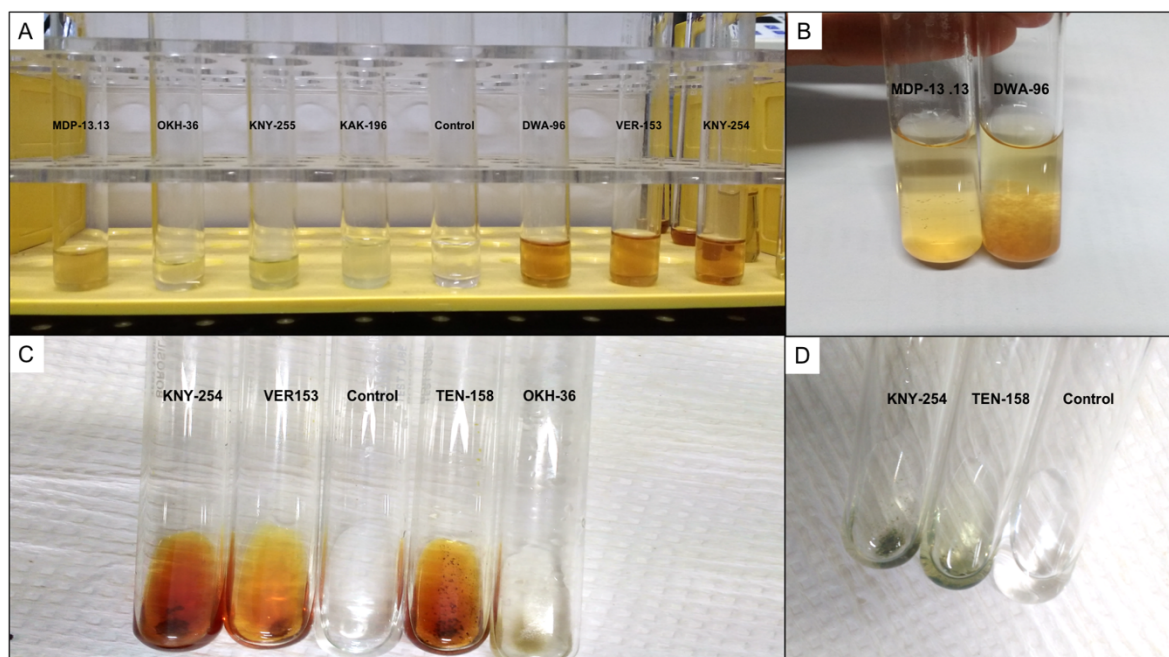 A
MDP-13.13 OKH-36 KNY-255 KAK-196 Control DWA-96 VER-153 KNY-254
B
MDP-13 .13 DWA-96
C
KNY-254 VER153 Control TEN-158 OKH-36
D
KNY-254 TEN-158 Control